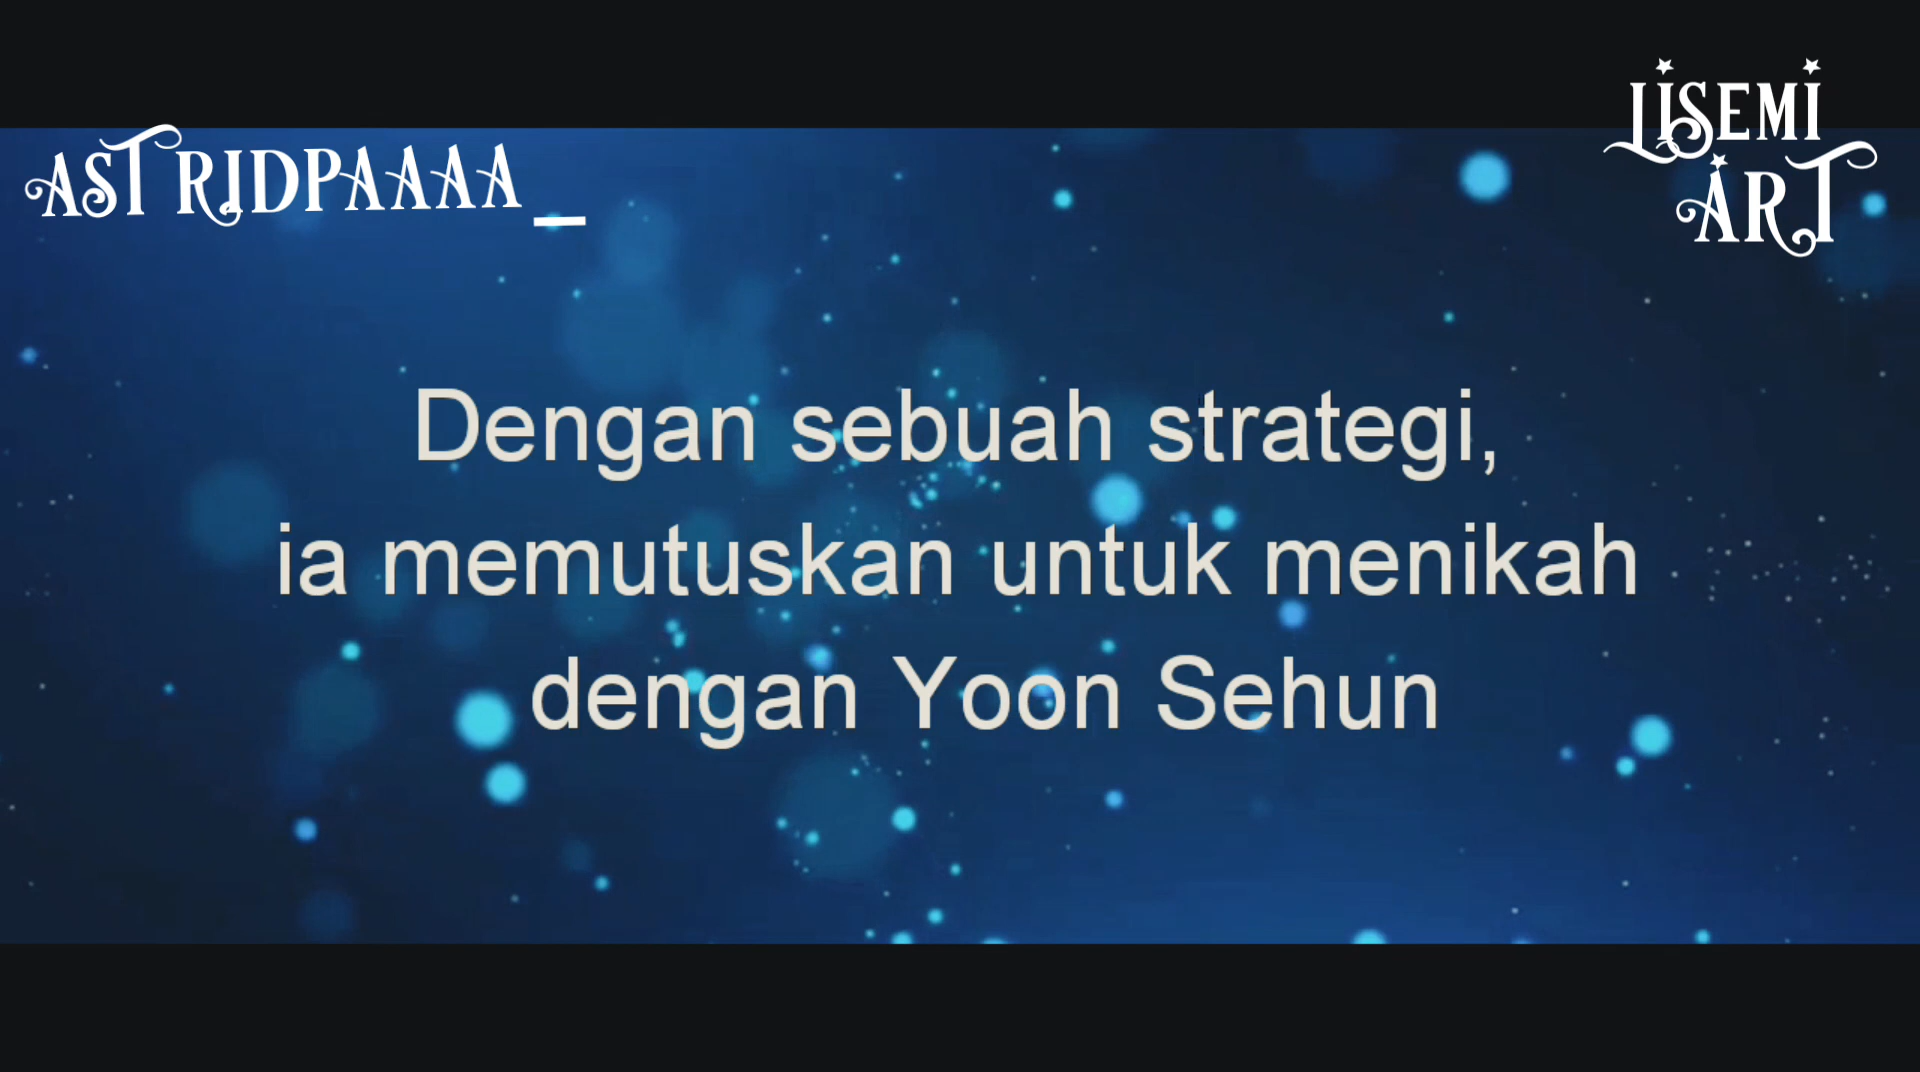 ASTRIDPAAAA_
LISEMI
ART
Dengan sebuah strategi,
ia memutuskan untuk menikah
dengan Yoon Sehun